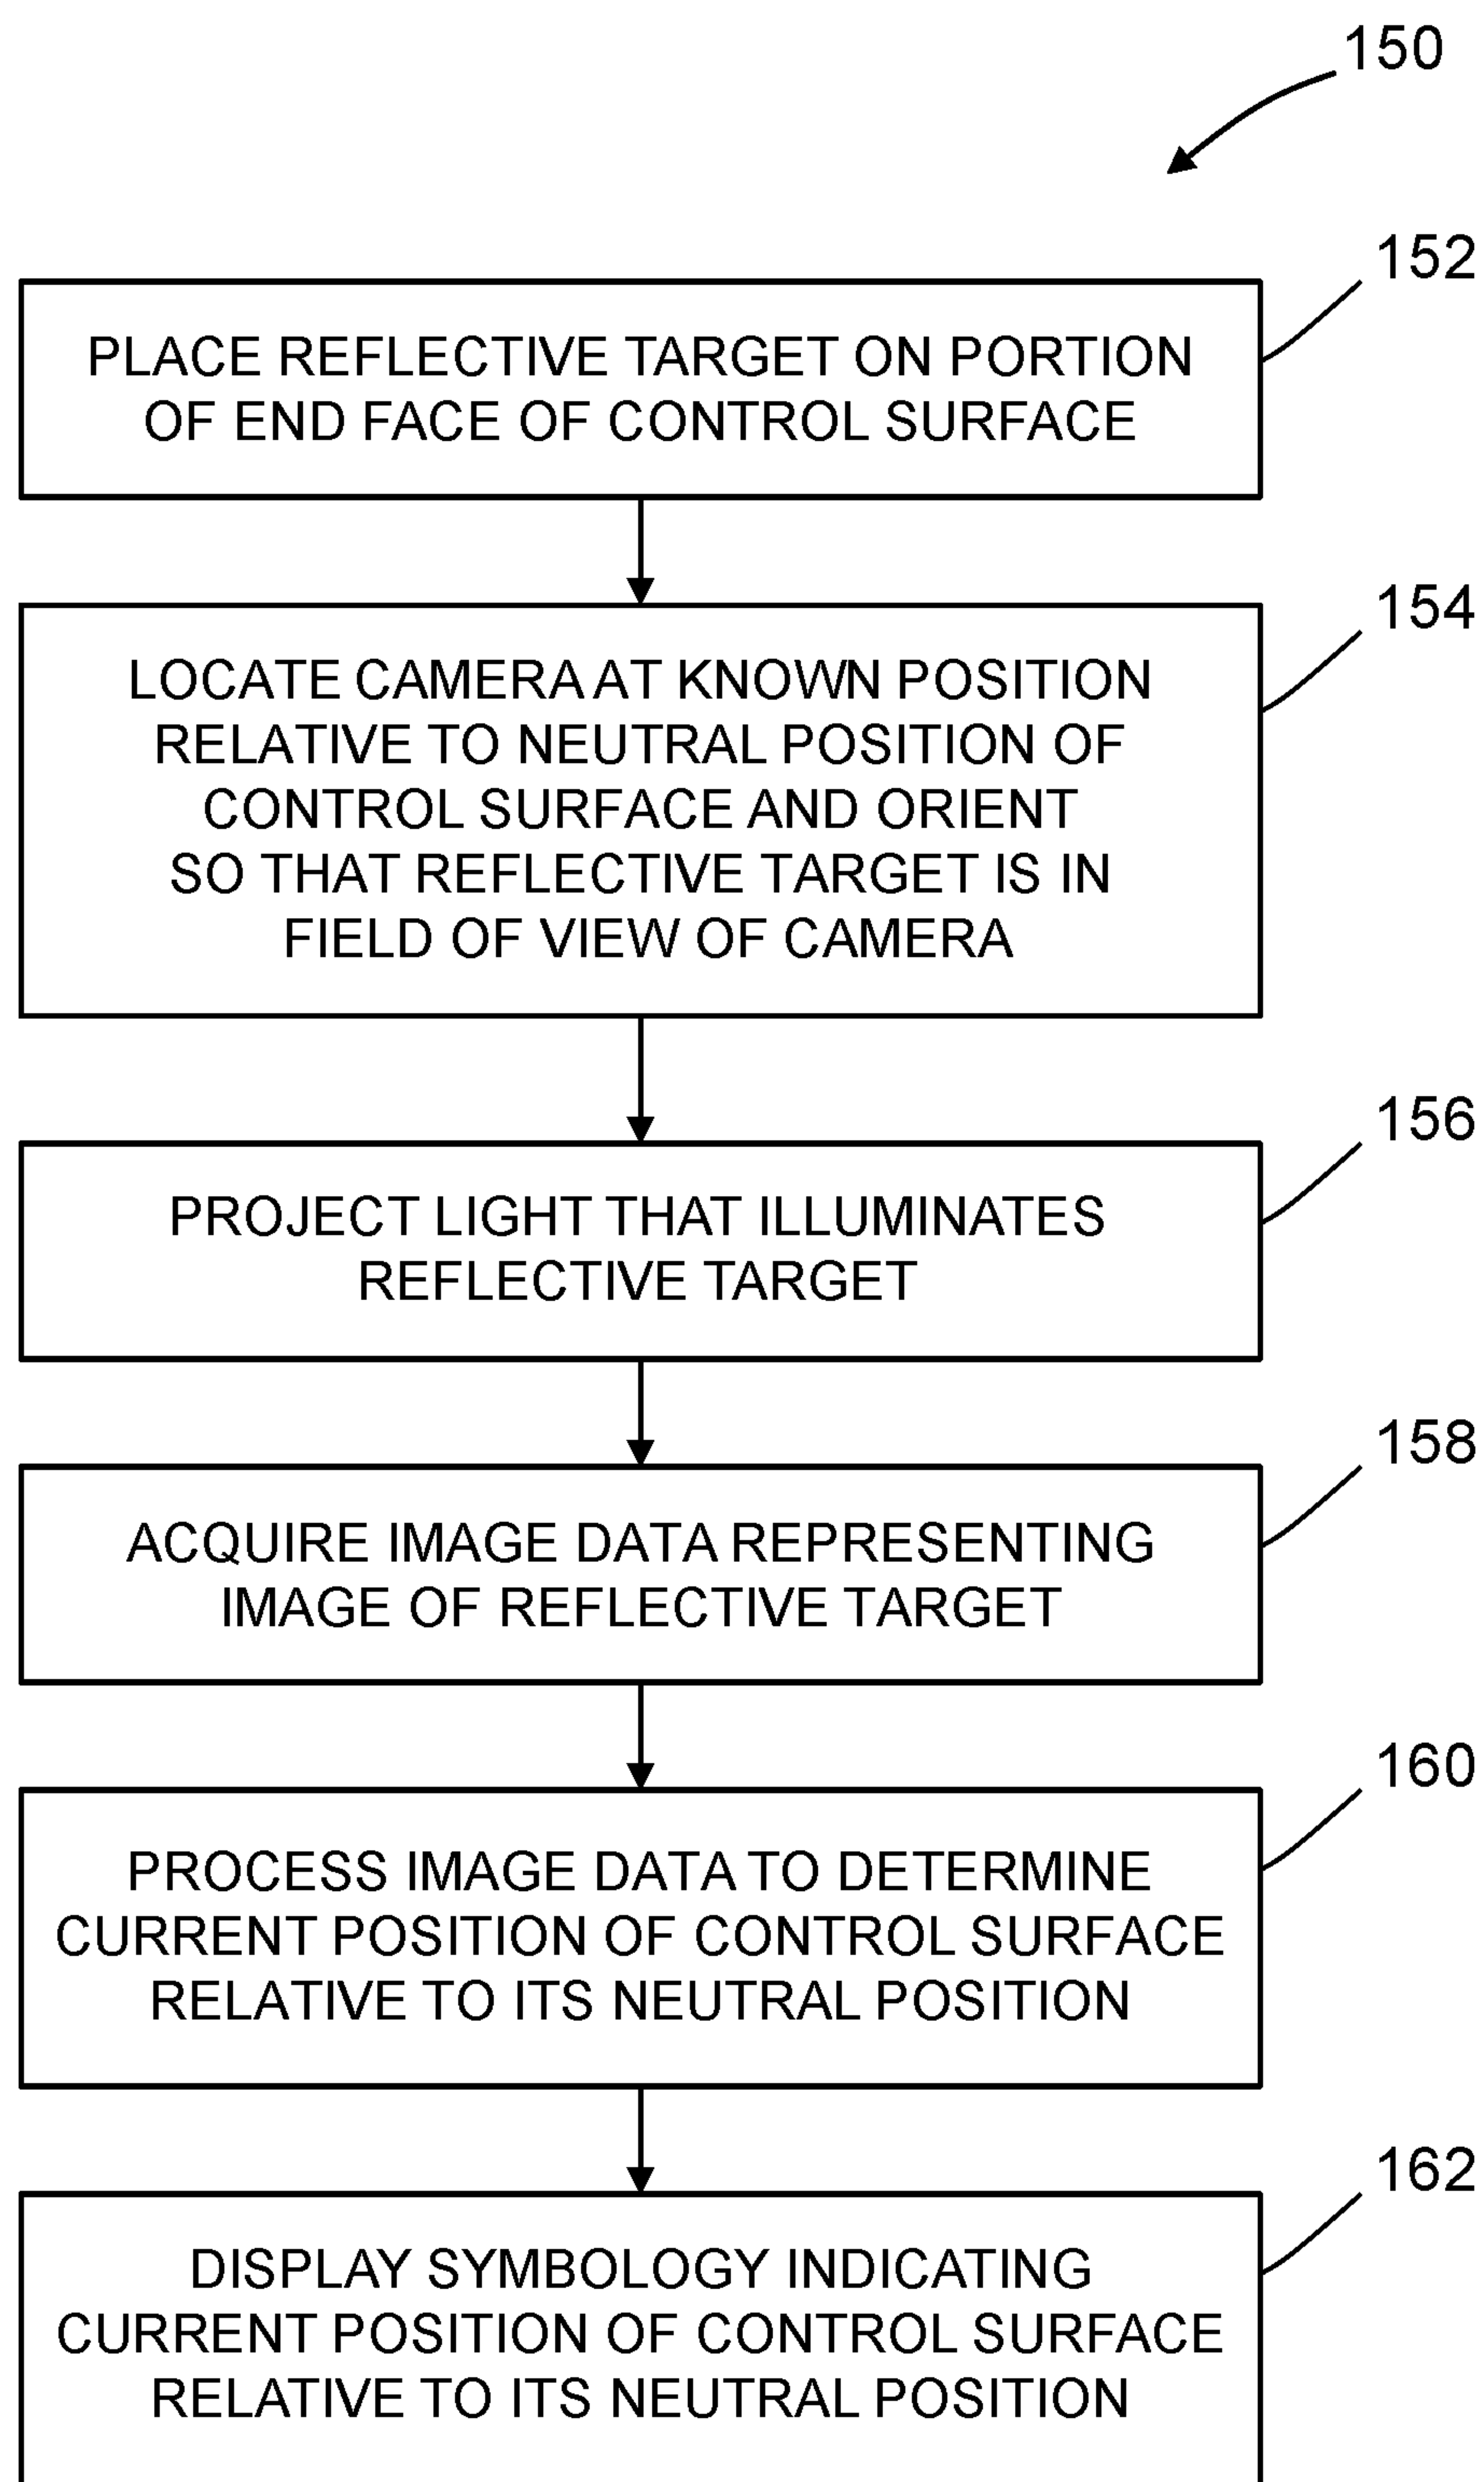 150
152
PLACE REFLECTIVE TARGET ON PORTION
OF END FACE OF CONTROL SURFACE
154
LOCATE CAMERA AT KNOWN POSITION
RELATIVE TO NEUTRAL POSITION OF
CONTROL SURFACE AND ORIENT
SO THAT REFLECTIVE TARGET IS IN
FIELD OF VIEW OF CAMERA
156
PROJECT LIGHT THAT ILLUMINATES
REFLECTIVE TARGET
158
ACQUIRE IMAGE DATA REPRESENTING
IMAGE OF REFLECTIVE TARGET
160
PROCESS IMAGE DATA TO DETERMINE
CURRENT POSITION OF CONTROL SURFACE
RELATIVE TO ITS NEUTRAL POSITION
162
DISPLAY SYMBOLOGY INDICATING
CURRENT POSITION OF CONTROL SURFACE
RELATIVE TO ITS NEUTRAL POSITION